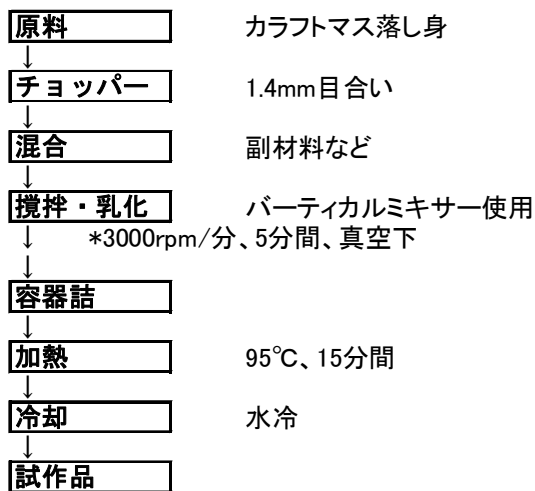 原料 カラフトマス落し身
↓
チョッパー 1.4mm目合い
↓
混合 副材料など
↓
撹拌・乳化 バーティカルミキサー使用
↓ *3000rpm/分、5分間、真空下
↓
容器詰
↓
加熱 95℃、15分間
↓
冷却 水冷
↓
試作品